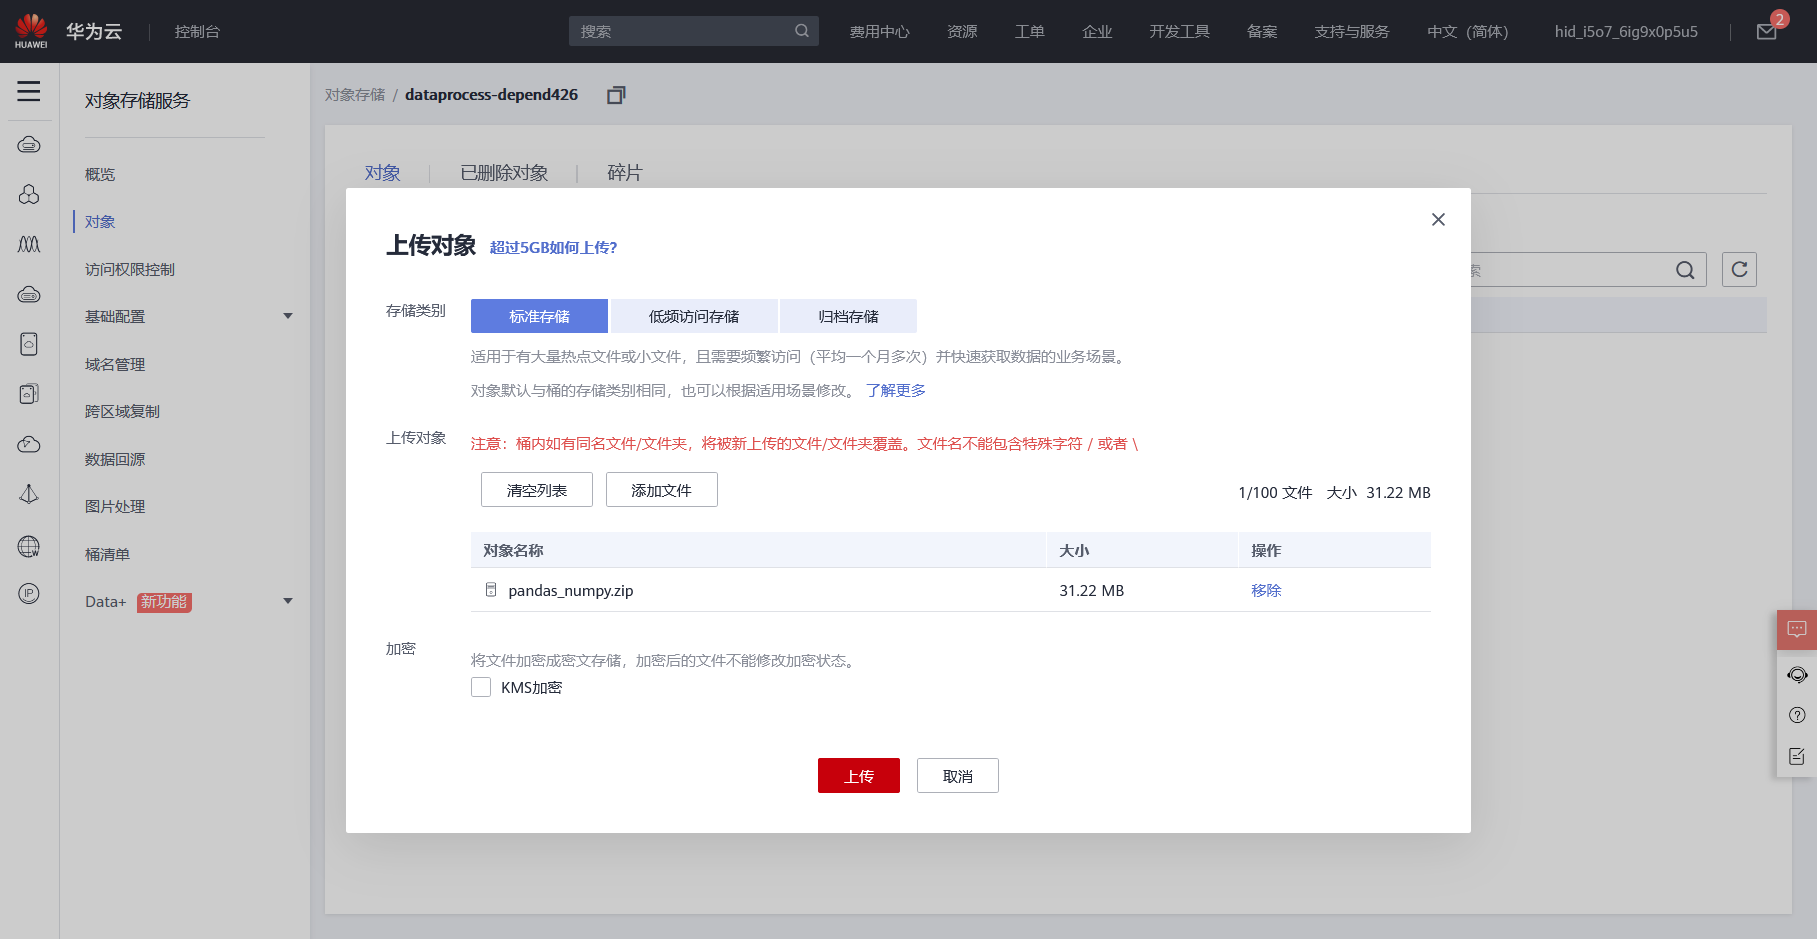 HUAWEI
华为云
控制台
搜索
费用中心
资源
工单
企业
开发工具
备案
支持与服务
中文（简体）
hid_i5o7_6ig9x0p5u5
2
对象存储服务
概览
对象
访问权限控制
基础配置
域名管理
跨区域复制
数据回源
图片处理
桶清单
Data+ 新功能
对象存储 / dataprocess-depend426
对象
已删除对象
碎片
索
上传对象 超过5GB如何上传?
存储类别
标准存储
低频访问存储
归档存储
适用于有大量热点文件或小文件，且需要频繁访问（平均一个月多次）并快速获取数据的业务场景。
对象默认与桶的存储类别相同，也可以根据适用场景修改。 了解更多
上传对象
注意：桶内如有同名文件/文件夹，将被新上传的文件/文件夹覆盖。文件名不能包含特殊字符 / 或者 \
清空列表
添加文件
1/100 文件 大小 31.22 MB
对象名称 大小 操作
pandas_numpy.zip 31.22 MB 移除
加密
将文件加密成密文存储，加密后的文件不能修改加密状态。
KMS加密
上传
取消
IP
W